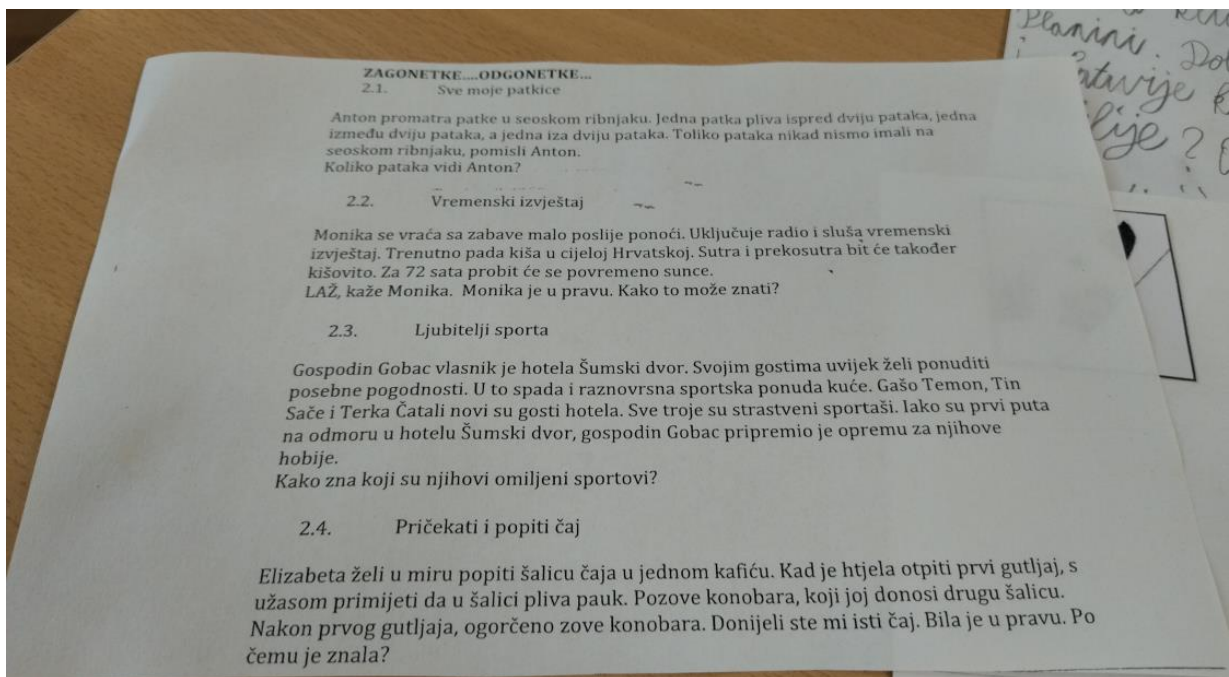 ZAGONETKE....ODGONETKE...
2.1. Sve moje patkice
Anton promatra patke u seoskom ribnjaku. Jedna patka pliva ispred dviju pataka, jedna
između dviju pataka, a jedna iza dviju pataka. Toliko pataka nikad nismo imali na
seoskom ribnjaku, pomisli Anton.
Koliko pataka vidi Anton?
2.2. Vremenski izvještaj
Monika se vraća sa zabave malo poslije ponoći. Uključuje radio i sluša vremenski
izvještaj. Trenutno pada kiša u cijeloj Hrvatskoj. Sutra i prekosutra bit će također
kišovito. Za 72 sata probit će se povremeno sunce.
LAŽ, kaže Monika. Monika je u pravu. Kako to može znati?
2.3. Ljubitelji sporta
Gospodin Gobac vlasnik je hotela Šumski dvor. Svojim gostima uvijek želi ponuditi
posebne pogodnosti. U to spada i raznovrsna sportska ponuda kuće. Gašo Temon, Tin
Sače i Terka Čatali novi su gosti hotela. Sve troje su strastveni sportaši. Iako su prvi puta
na odmoru u hotelu Šumski dvor, gospodin Gobac pripremio je opremu za njihove
hobije.
Kako zna koji su njihovi omiljeni sportovi?
2.4. Pričekati i popiti čaj
Elizabeta želi u miru popiti šalicu čaja u jednom kafiću. Kad je htjela otpiti prvi gutljaj, s
užasom primijeti da u šalici pliva pauk. Pozove konobara, koji joj donosi drugu šalicu.
Nakon prvog gutljaja, ogorčeno zove konobara. Donijeli ste mi isti čaj. Bila je u pravu. Po
čemu je znala?
planini.